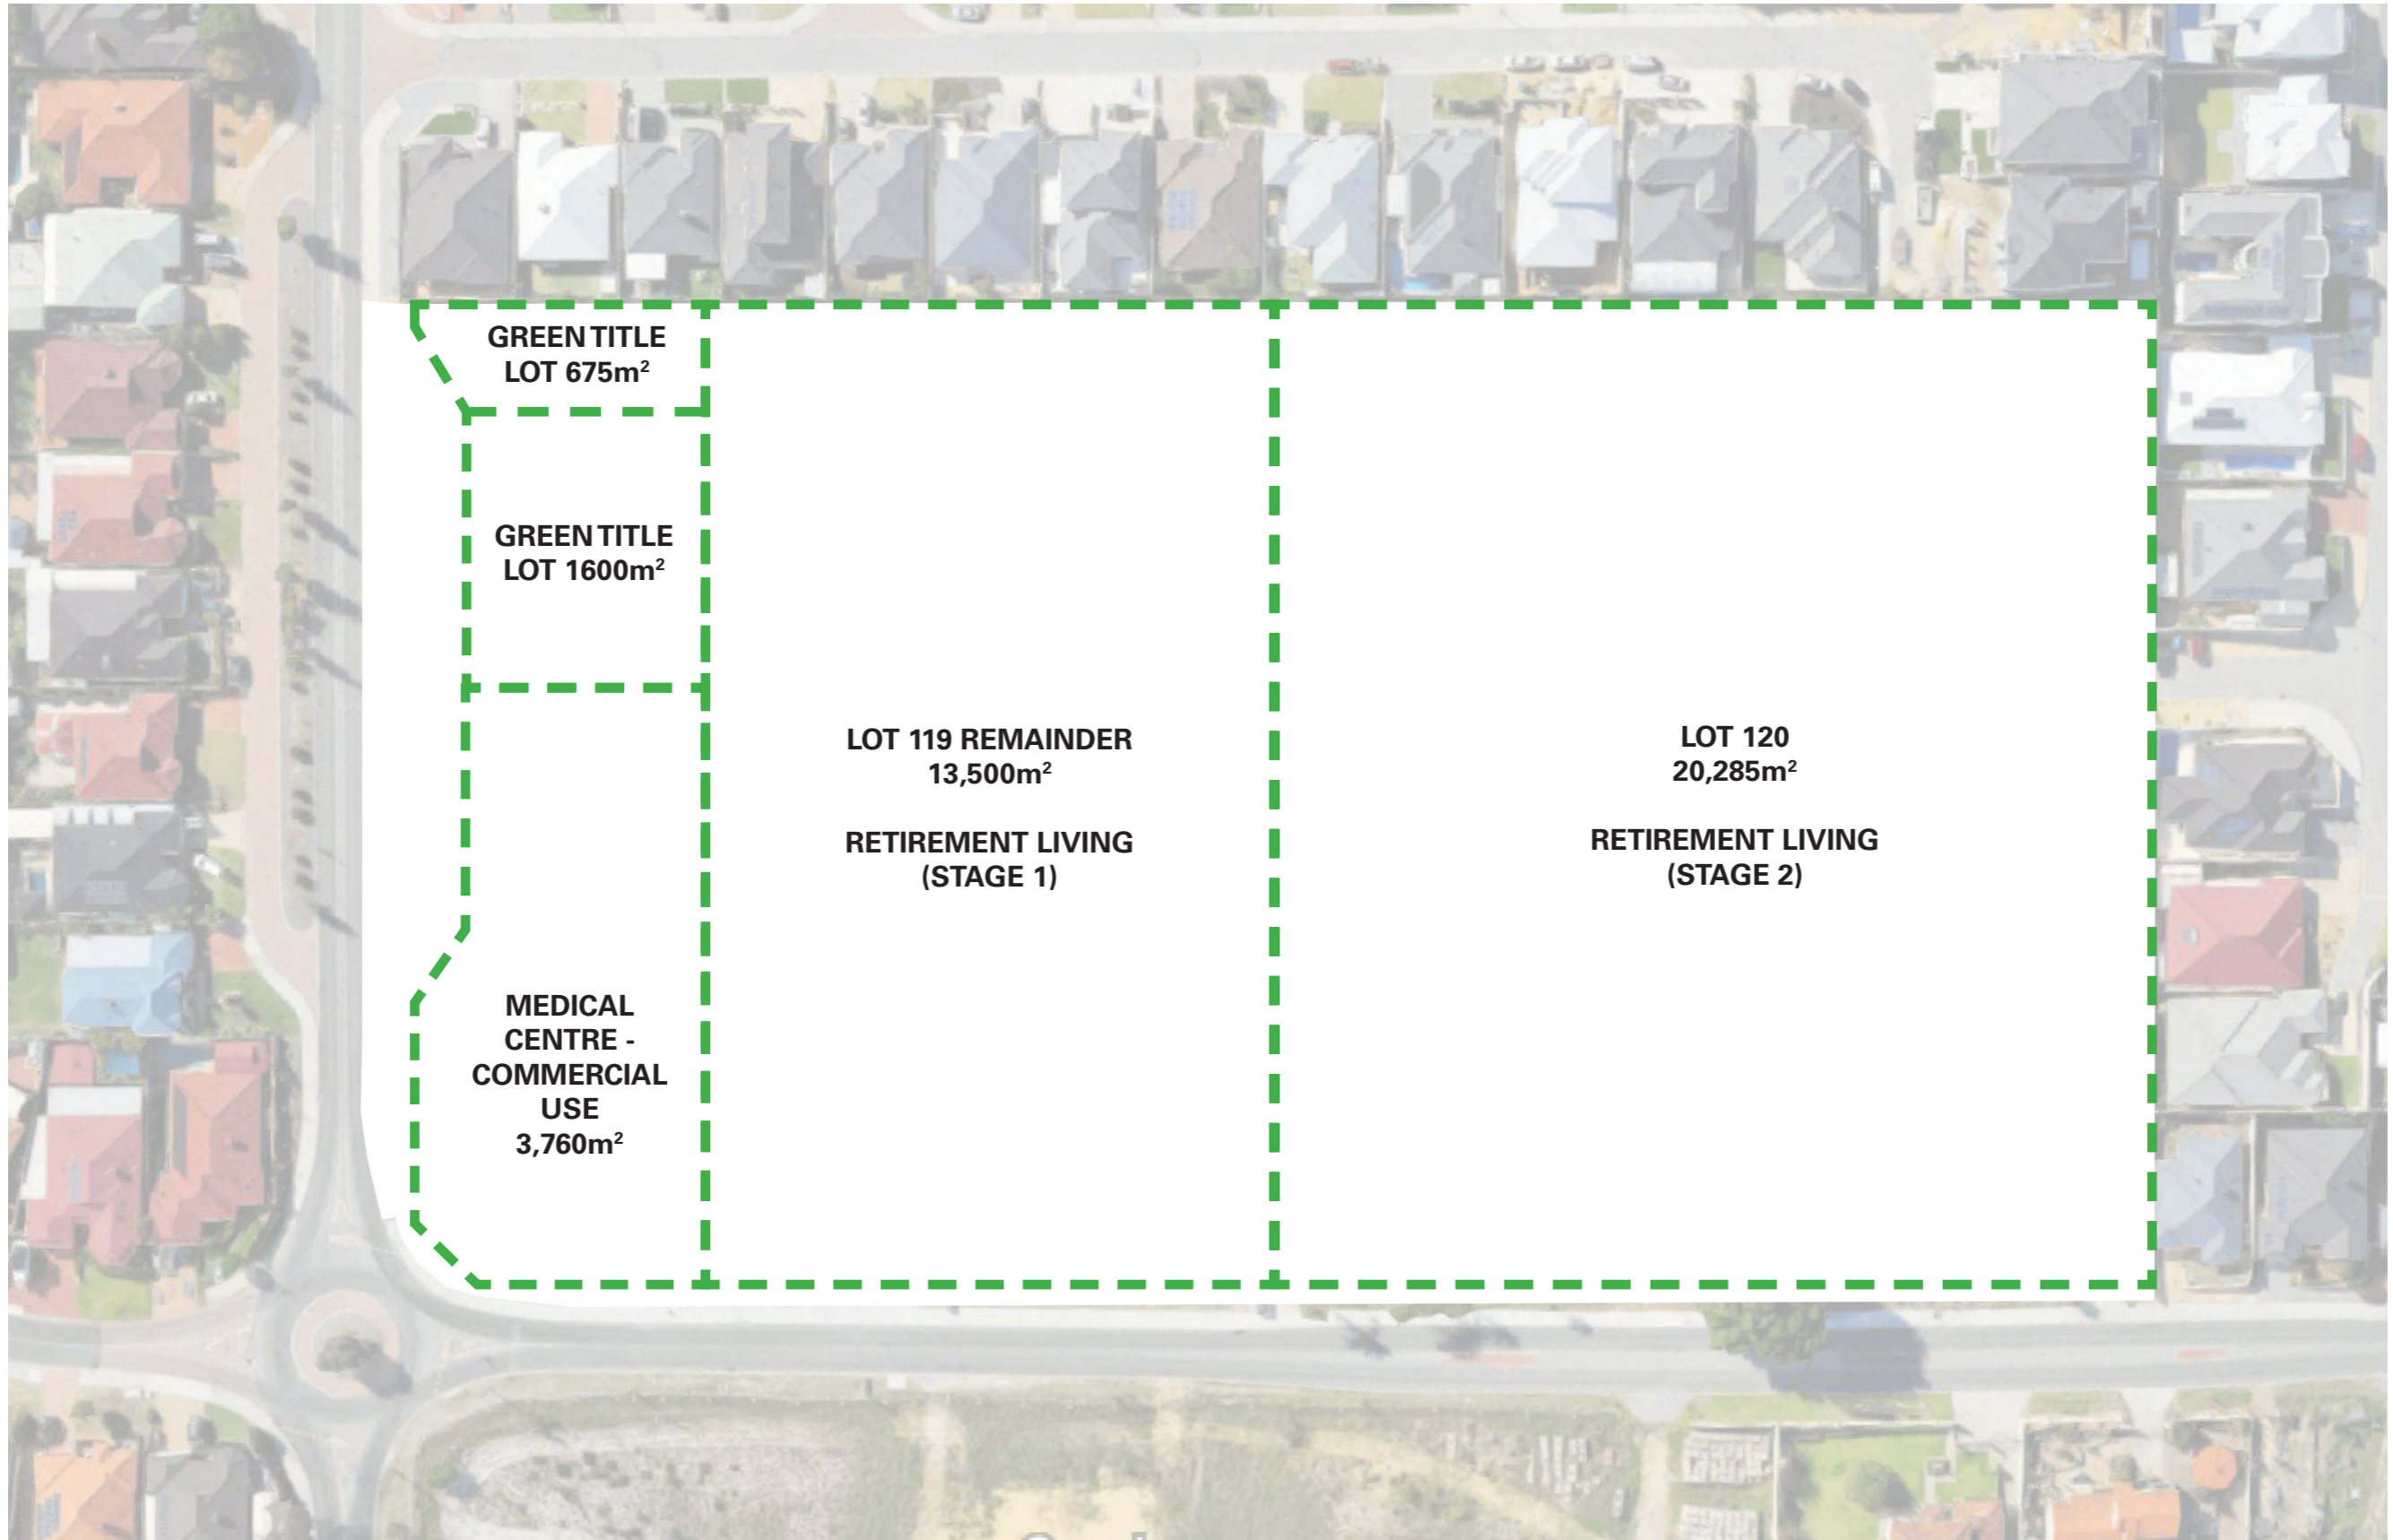 GREEN TITLE
LOT 675m²
GREEN TITLE
LOT 1600m²
MEDICAL
CENTRE -
COMMERCIAL
USE
3,760m²
LOT 119 REMAINDER
13,500m²
RETIREMENT LIVING
(STAGE 1)
LOT 120
20,285m²
RETIREMENT LIVING
(STAGE 2)